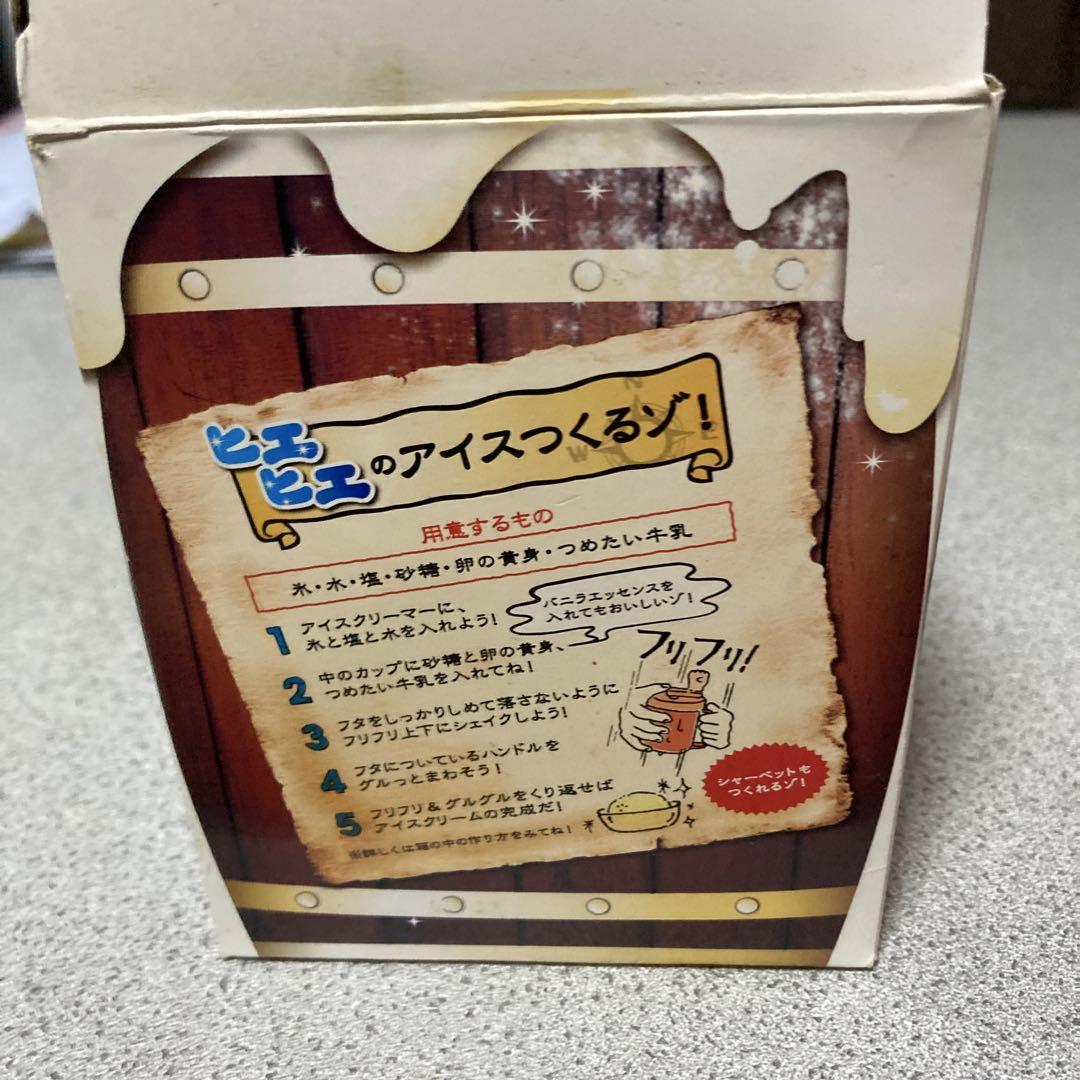 ヒエヒエのアイスつくるゾ!
N
W
E
用意するもの
氷・水・塩・砂糖・卵の黄身・つめたい牛乳
1 アイスクリーマーに、
氷と塩と水を入れよう!
バニラエッセンスを
入れてもおいしいゾ!
2 中のカップに砂糖と卵の黄身、
つめたい牛乳を入れてね!
フリフリ!
3 フタをしっかりしめて落さないように
フリフリ上下にシェイクしよう!
4 フタについているハンドルを
グルっとまわそう!
シャーベットも
つくれるゾ!
5 フリフリ&グルグルをくり返せば
アイスクリームの完成だ!
※詳しくは箱の中の作り方をみてね!